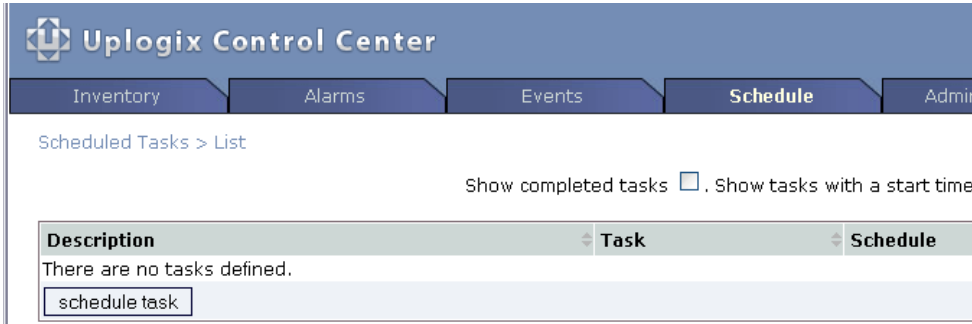 Uplogix Control Center
Inventory Alarms Events Schedule
Scheduled Tasks > List
Show completed tasks . Show tasks with a start time
Description Task Schedule
There are no tasks defined.
schedule task